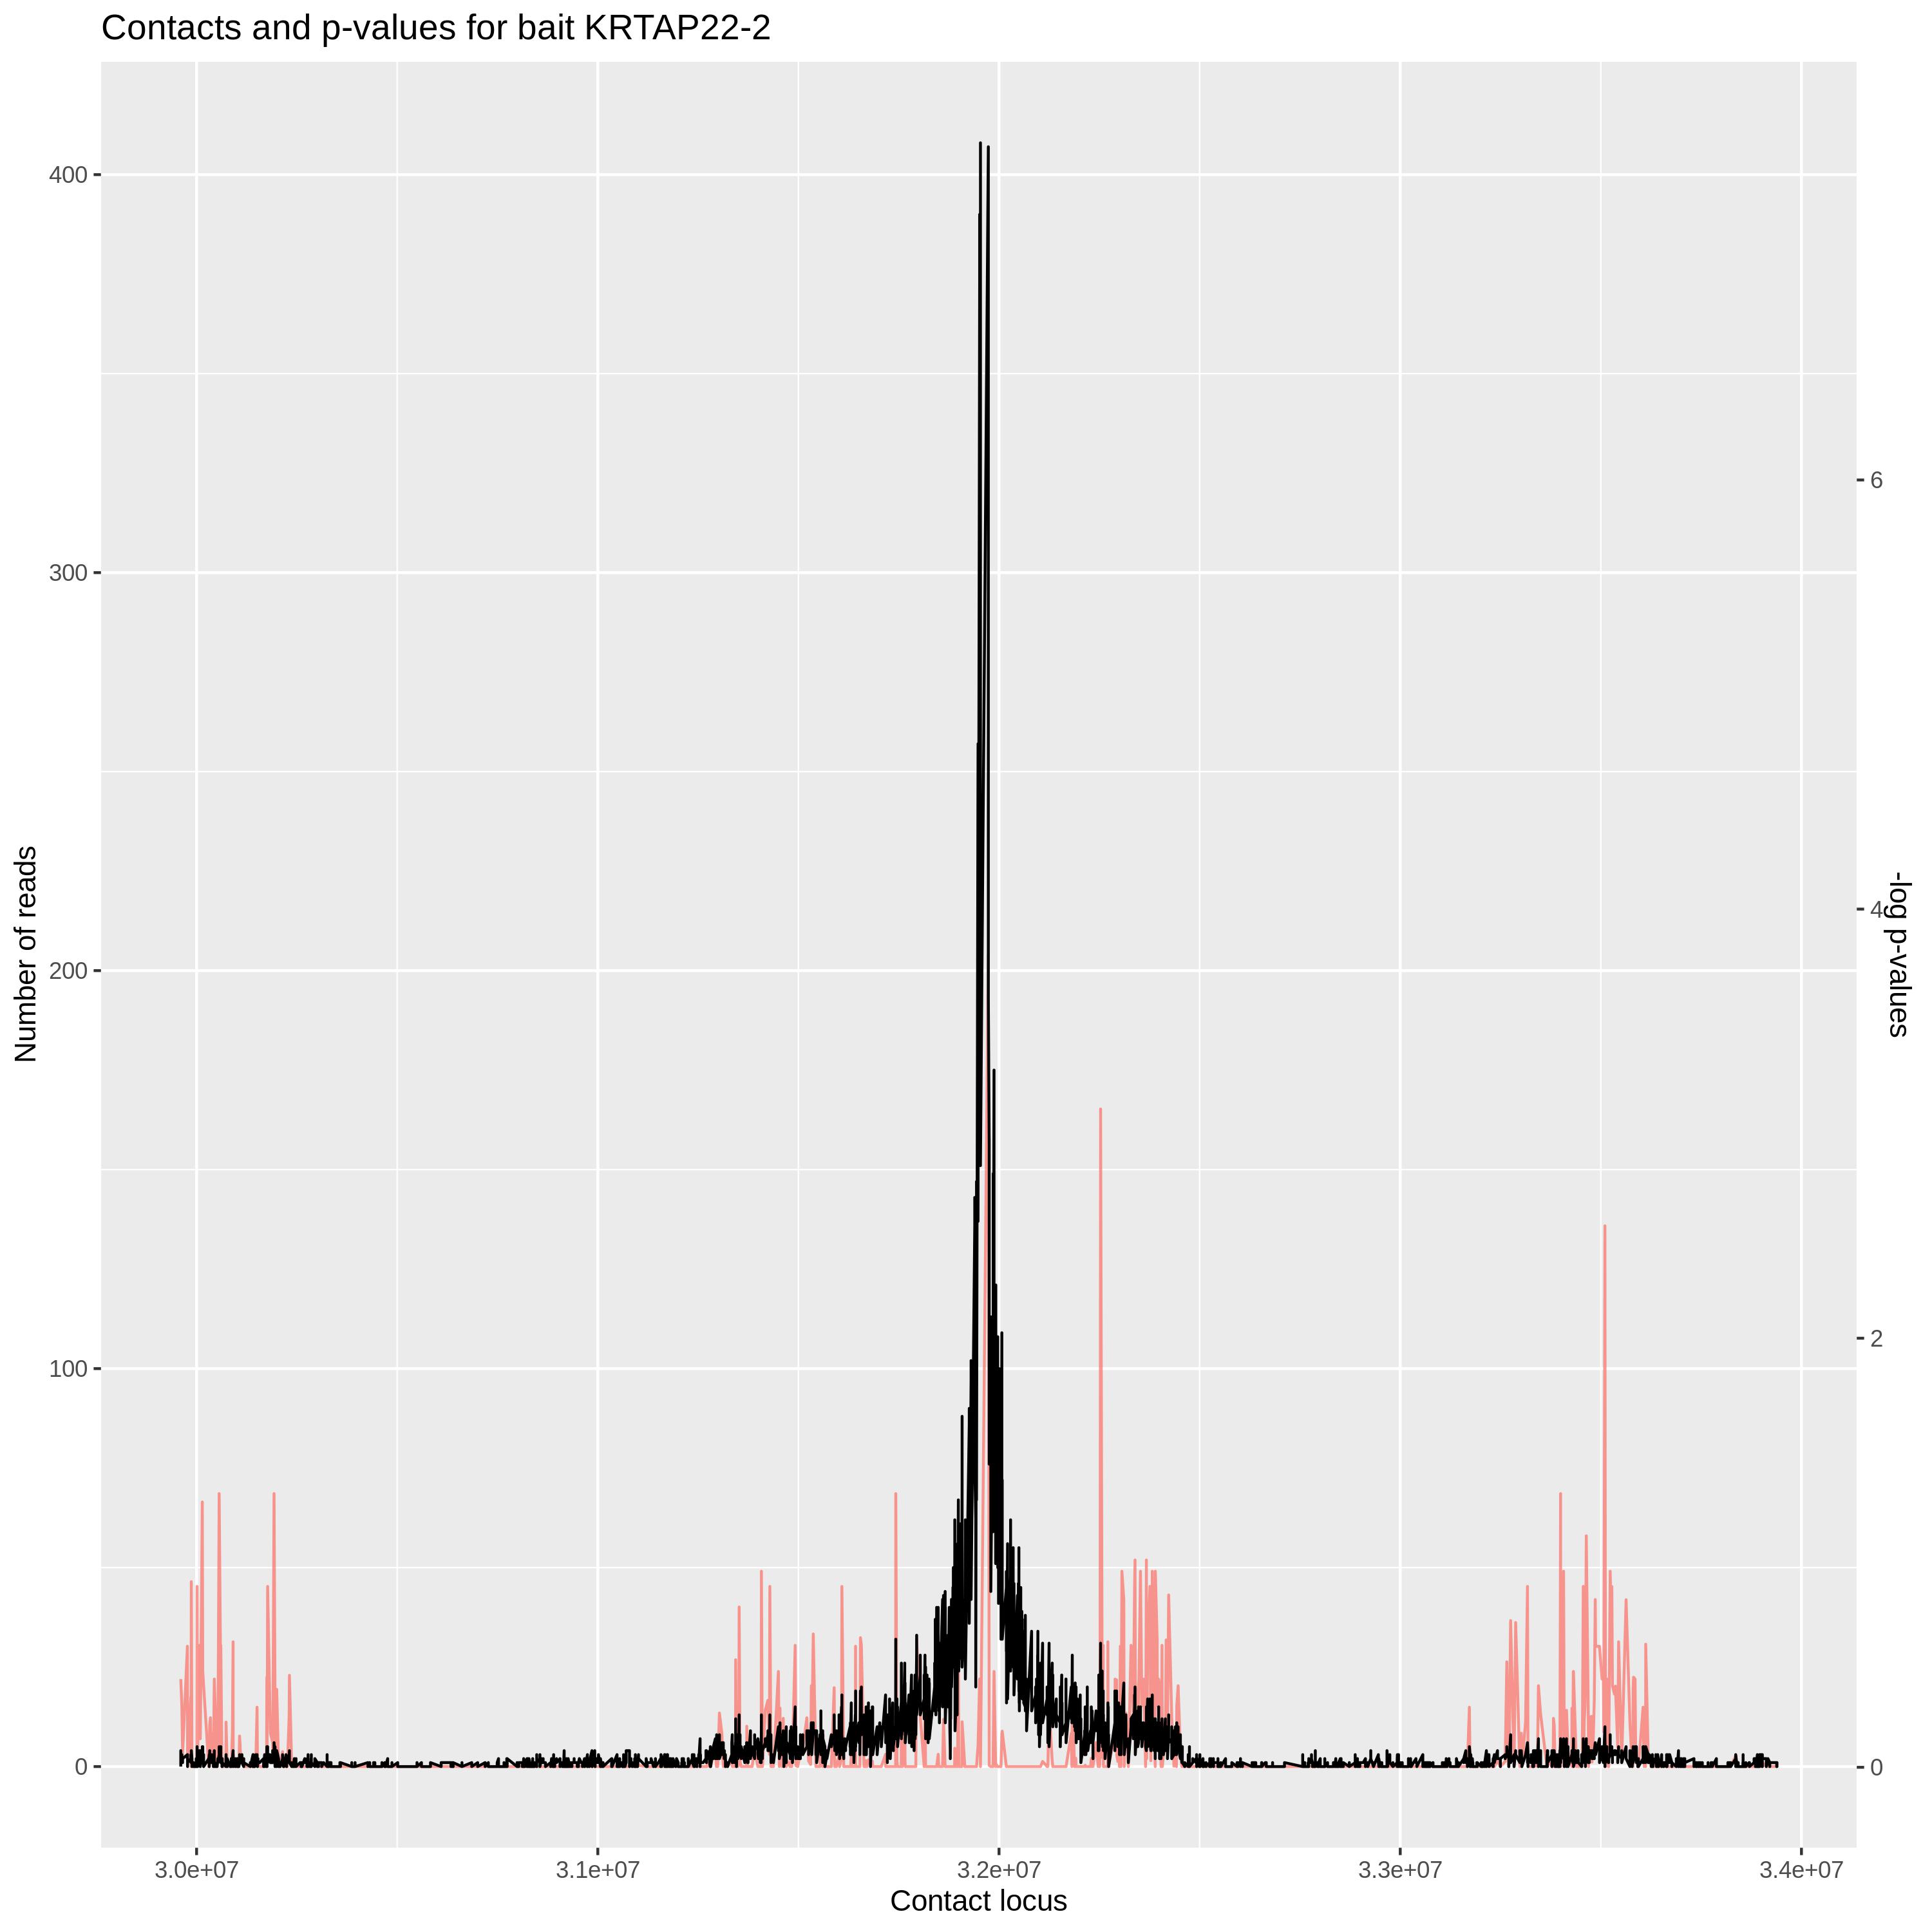 Contacts and p-values for bait KRTAP22-2
400
300
200
100
0
Number of reads
6
4
2
0
-log p-values
3.0e+07 3.1e+07 3.2e+07 3.3e+07 3.4e+07
Contact locus